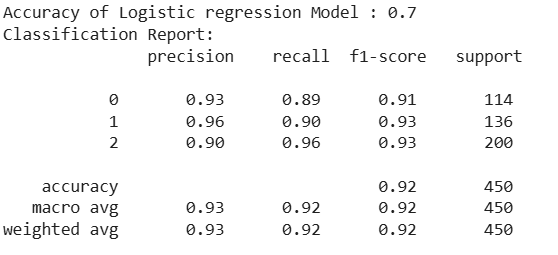 Accuracy of Logistic regression Model : 0.7
Classification Report:
precision recall f1-score support
0 0.93 0.89 0.91 114
1 0.96 0.90 0.93 136
2 0.90 0.96 0.93 200
accuracy 0.92 450
macro avg 0.93 0.92 0.92 450
weighted avg 0.93 0.92 0.92 450